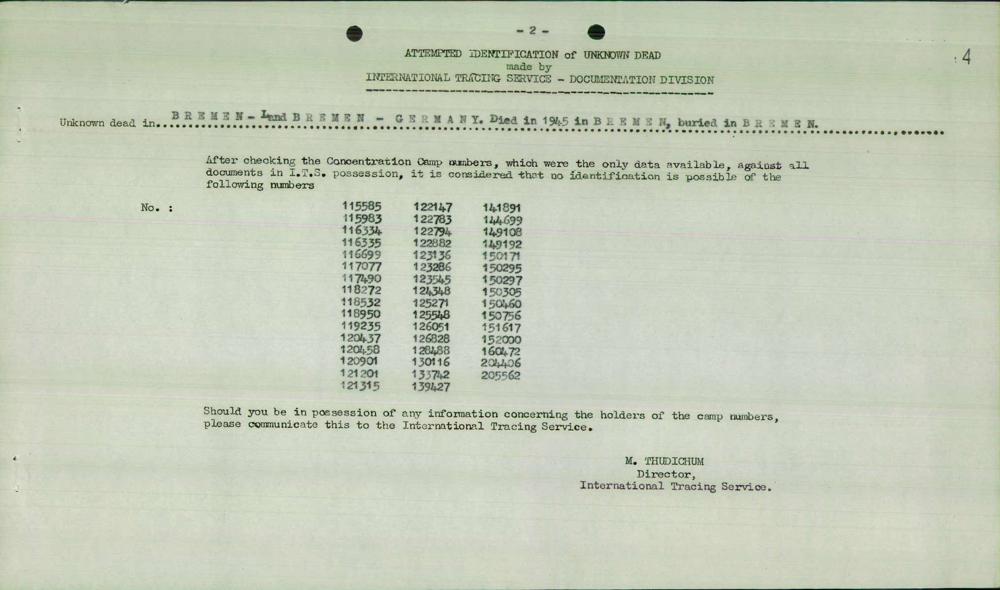 - 2 -
: 4
ATTEMPTED IDENTIFICATION of UNKNOWN DEAD
made by
INTERNATIONAL TRACING SERVICE - DOCUMENTATION DIVISION
Unknown dead in. B R E M E N - Land B R E M E N - G E R M A N Y. Died in 1945 in B R E M E N, buried in B R E M E N.
After checking the Concentration Camp numbers, which were the only data available, against all
documents in I.T.S. possession, it is considered that no identification is possible of the
following numbers
No. :
115585 122147 141891
115983 122783 144699
116334 122794 149108
116335 122882 149192
116699 123136 150171
117077 123286 150295
117490 123545 150297
118272 124348 150305
118532 125271 150460
118950 125548 150756
119235 126051 151617
120437 126828 152000
120458 128488 160472
120901 130116 204406
121201 133742 205562
121315 139427
Should you be in possession of any information concerning the holders of the camp numbers,
please communicate this to the International Tracing Service.
M. THUDICHUM
Director,
International Tracing Service.